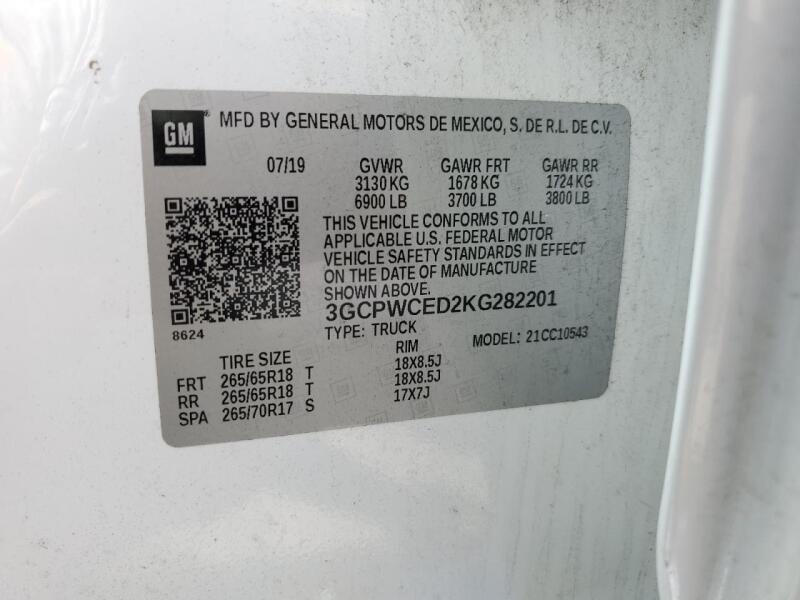 GM ® MFD BY GENERAL MOTORS DE MEXICO, S. DE R.L. DE C.V.
07/19 GVWR GAWR FRT GAWR RR
3130 KG 1678 KG 1724 KG
6900 LB 3700 LB 3800 LB
THIS VEHICLE CONFORMS TO ALL
APPLICABLE U.S. FEDERAL MOTOR
VEHICLE SAFETY STANDARDS IN EFFECT
ON THE DATE OF MANUFACTURE
SHOWN ABOVE.
3GCPWCED2KG282201
8624 TYPE: TRUCK MODEL: 21CC10543
TIRE SIZE RIM
FRT 265/65R18 T 18X8.5J
RR 265/65R18 T 18X8.5J
SPA 265/70R17 S 17X7J